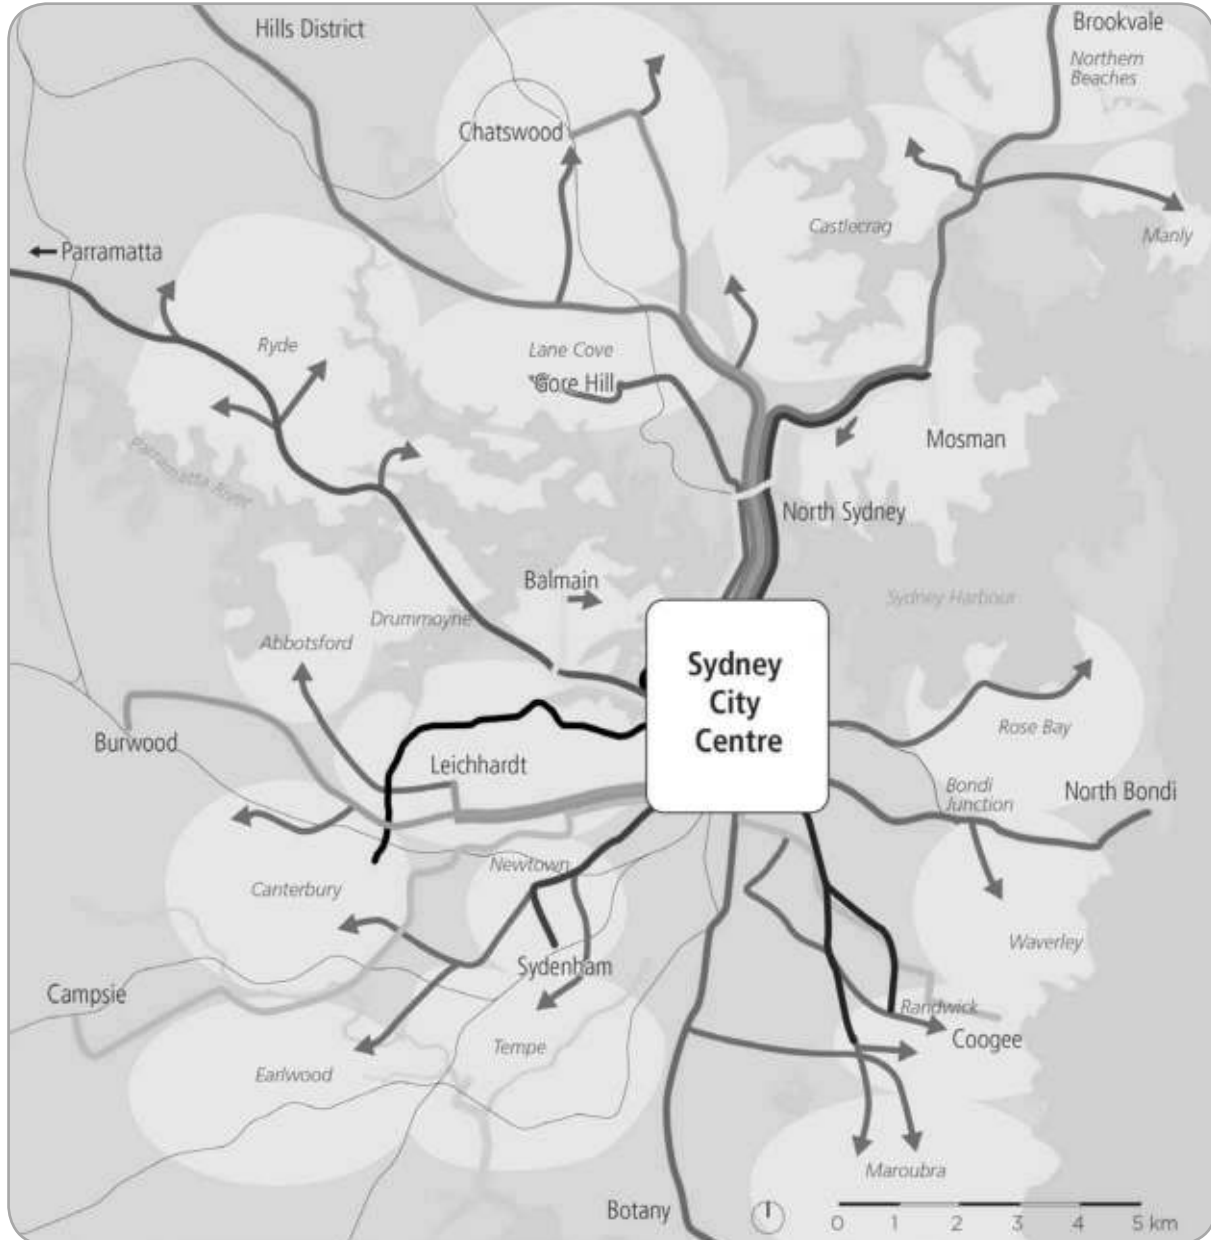 Hills District
Brookvale
Northern
Beaches
Chatswood
Castlecrag
Manly
Parramatta
Ryde
Lane Cove
Gore Hill
Mosman
Parramatta River
North Sydney
Balmain
Sydney Harbour
Drummoyne
Abbotsford
Sydney
City
Centre
Rose Bay
Burwood
Leichhardt
Bondi
Junction
North Bondi
Newtown
Canterbury
Waverley
Sydenham
Campsie
Randwick
Coogee
Tempe
Earlwood
Maroubra
Botany
0 1 2 3 4 5 km